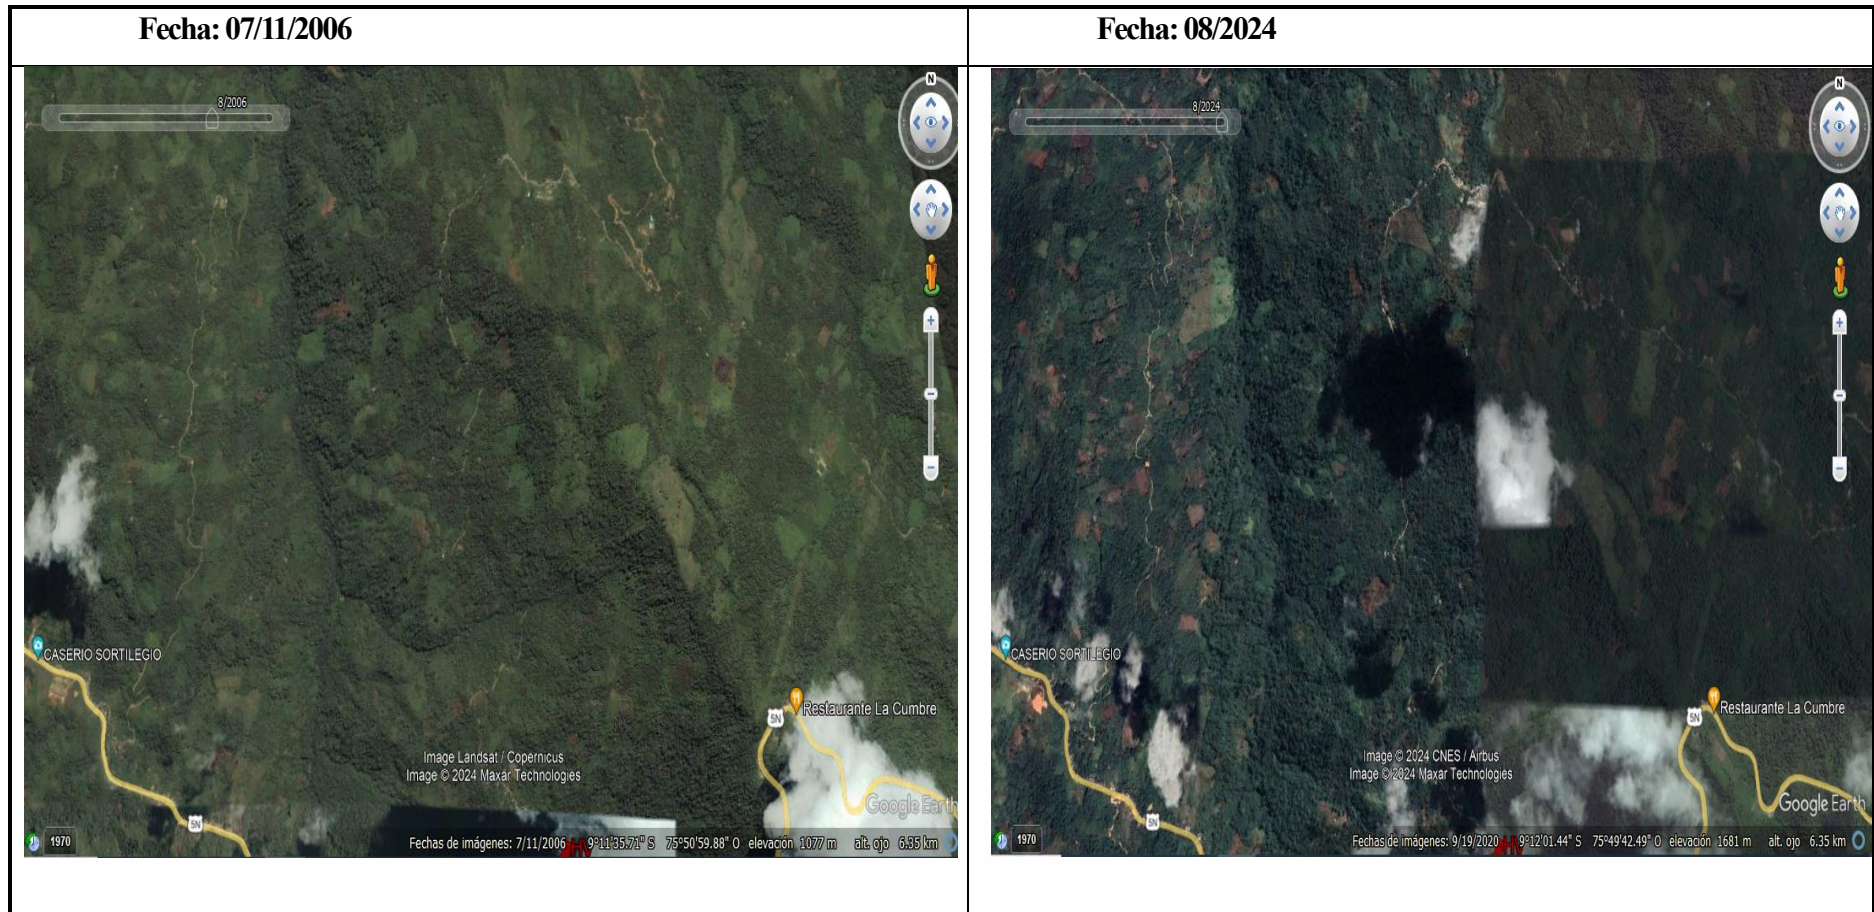 Fecha: 07/11/2006
Fecha: 08/2024
8/2006
N
CASERIO SORTILEGIO
5N
Restaurante La Cumbre
Image Landsat / Copernicus
Image © 2024 Maxar Technologies
Google Earth
5N
1970
Fechas de imágenes: 7/11/2006 9°11'35.71" S 75°50'59.88" O elevación 1077 m alt. ojo 6.35 km
8/2024
N
CASERIO SORTILEGIO
5N
Restaurante La Cumbre
Image © 2024 CNES / Airbus
Image © 2024 Maxar Technologies
Google Earth
5N
1970
Fechas de imágenes: 9/19/2020 9°12'01.44" S 75°49'42.49" O elevación 1681 m alt. ojo 6.35 km